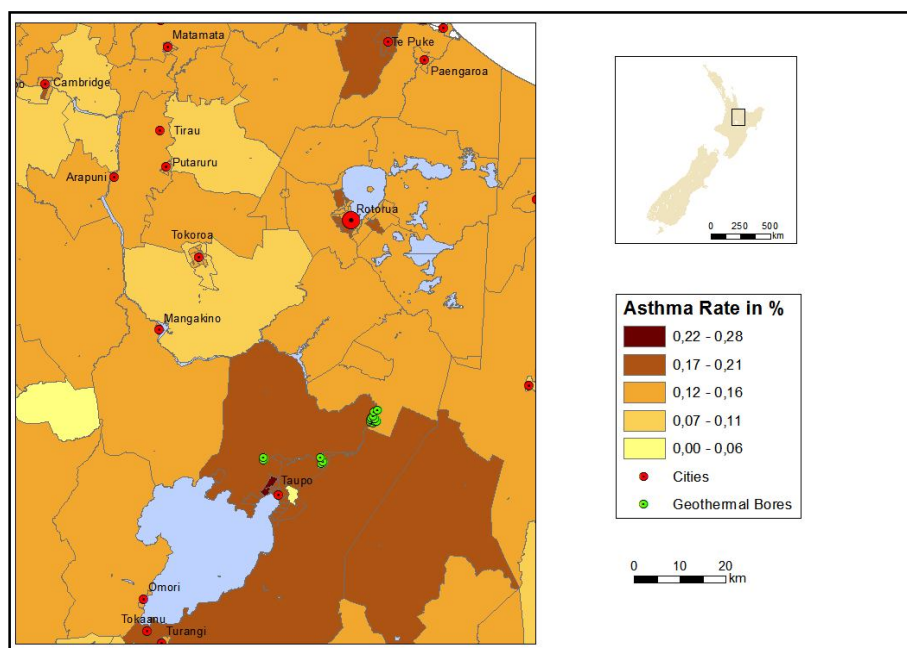 Matamata
Te Puke
Paengaroa
po
Cambridge
Tirau
Putaruru
Arapuni
Rotorua
Tokoroa
Mangakino
Taupo
Omori
Tokaanu
Turangi
0 250 500
km
Asthma Rate in %
0,22 - 0,28
0,17 - 0,21
0,12 - 0,16
0,07 - 0,11
0,00 - 0,06
Cities
Geothermal Bores
0 10 20
km